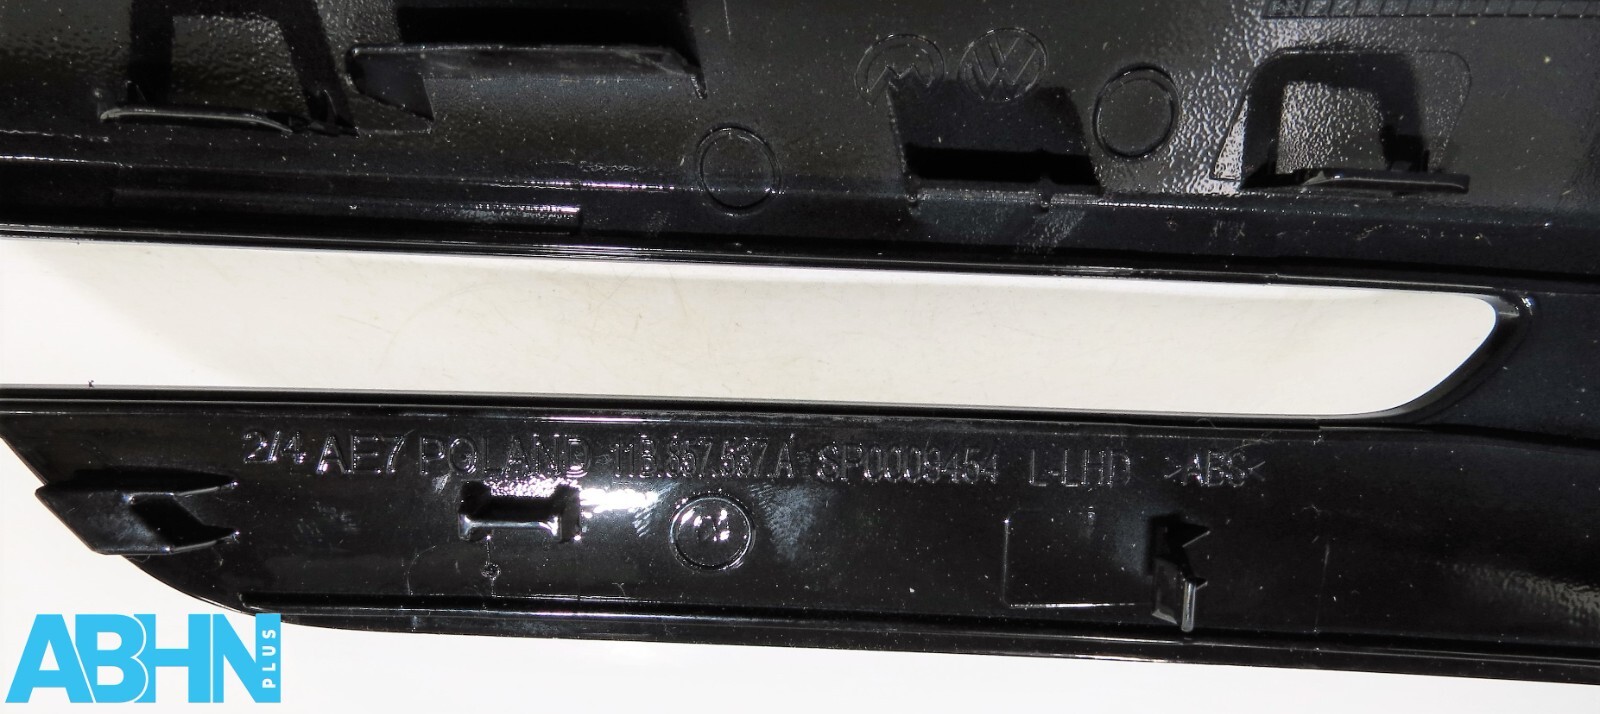 2/4 AE7 POLAND 11B.857.537.A SP0009454 L-LHD >ABS<
ABHN PLUS